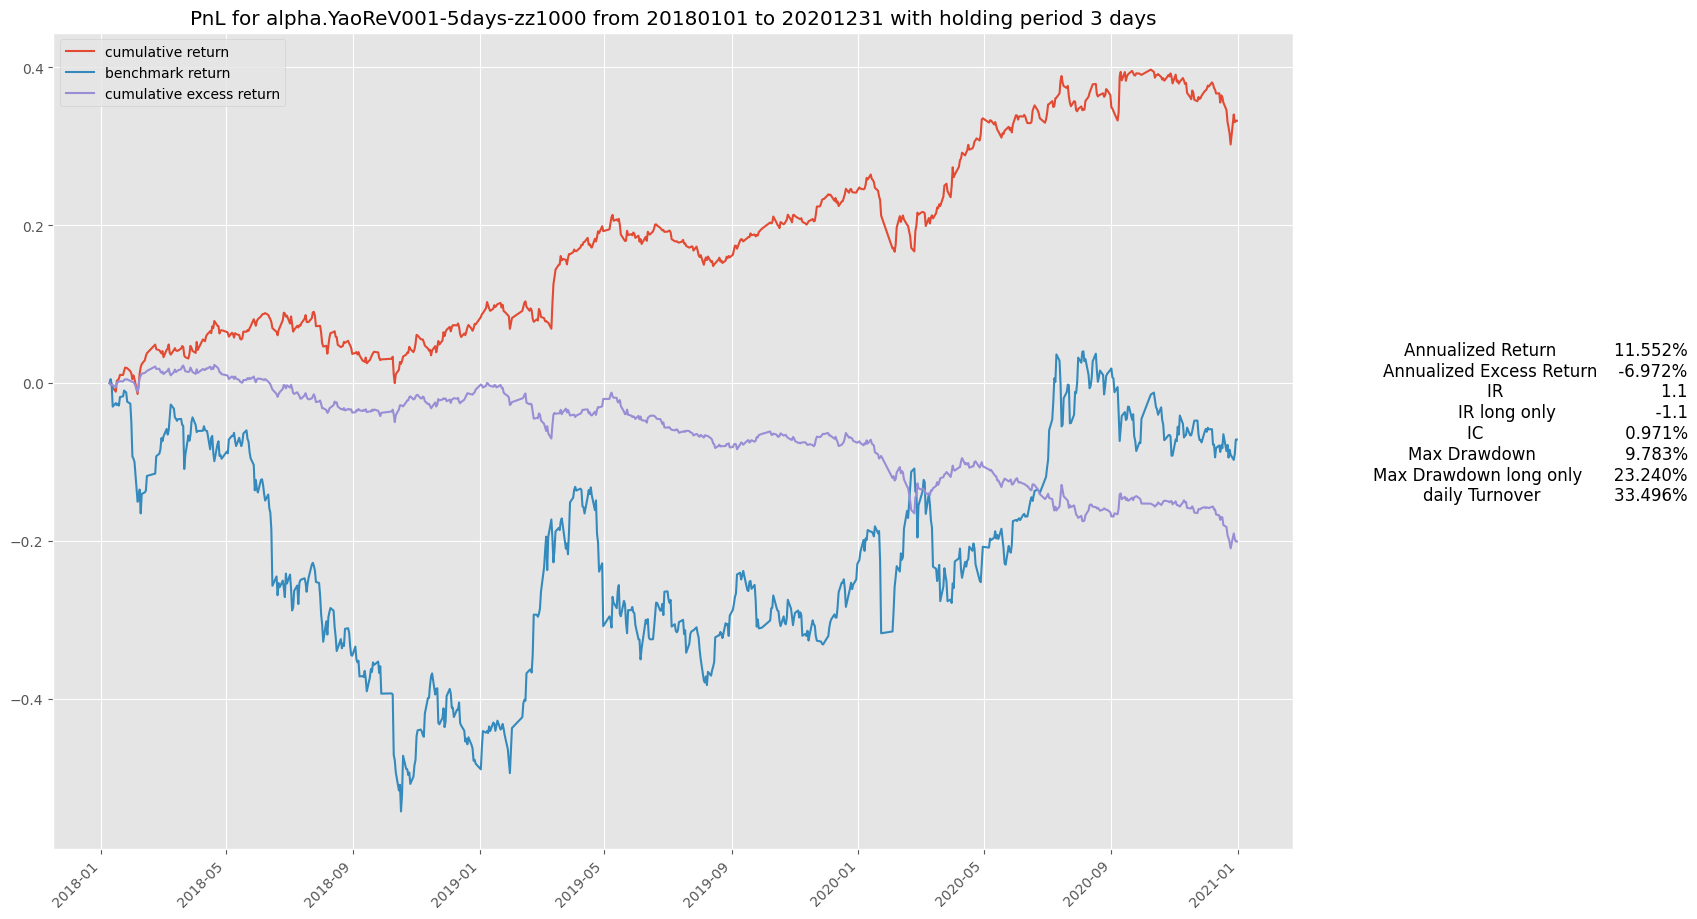 PnL for alpha.YaoReV001-5days-zz1000 from 20180101 to 20201231 with holding period 3 days
cumulative return
benchmark return
cumulative excess return
0.4
0.2
0.0
−0.2
−0.4
2018-01
2018-05
2018-09
2019-01
2019-05
2019-09
2020-01
2020-05
2020-09
2021-01
Annualized Return 11.552%
Annualized Excess Return -6.972%
IR 1.1
IR long only -1.1
IC 0.971%
Max Drawdown 9.783%
Max Drawdown long only 23.240%
daily Turnover 33.496%